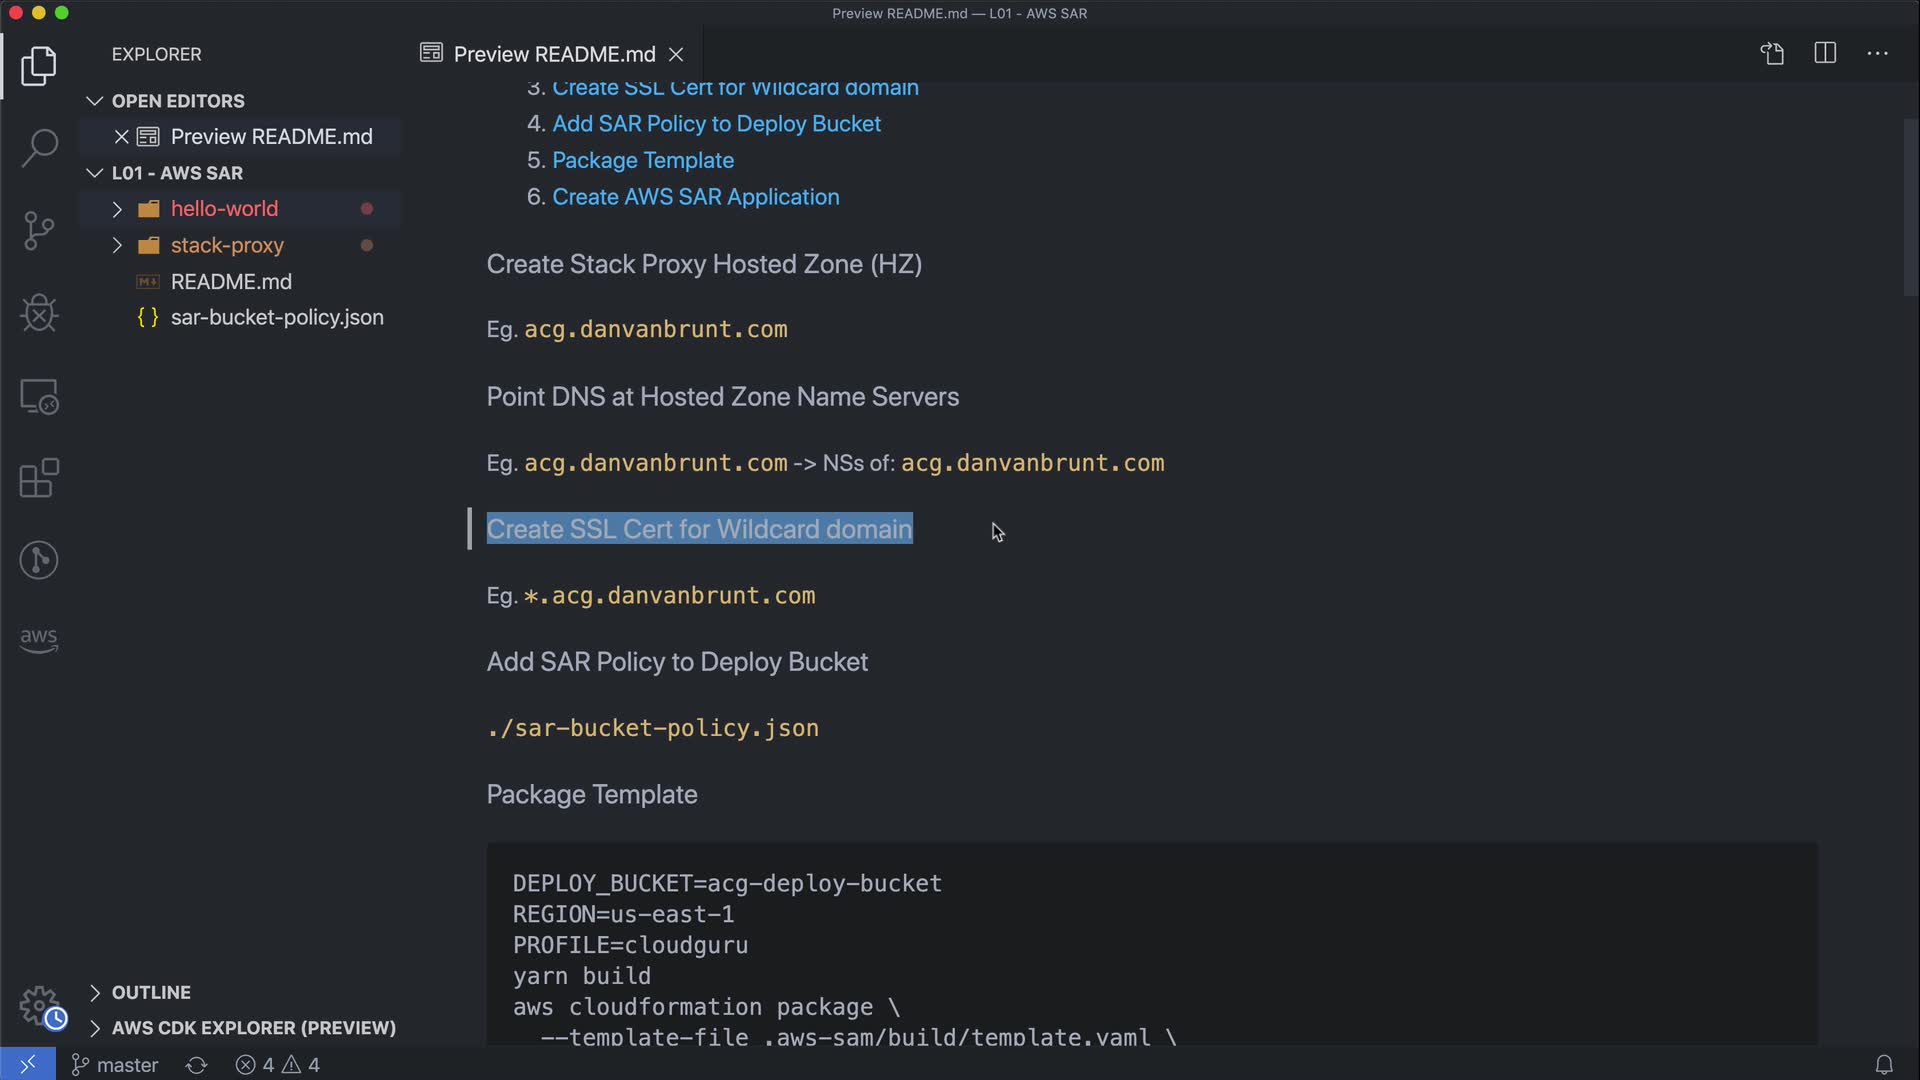 Preview README.md — L01 - AWS SAR
EXPLORER
Preview README.md
OPEN EDITORS
Preview README.md
L01 - AWS SAR
hello-world
stack-proxy
README.md
{ } sar-bucket-policy.json
aws
OUTLINE
AWS CDK EXPLORER (PREVIEW)
3. Create SSL Cert for Wildcard domain
4. Add SAR Policy to Deploy Bucket
5. Package Template
6. Create AWS SAR Application
Create Stack Proxy Hosted Zone (HZ)
Eg. acg.danvanbrunt.com
Point DNS at Hosted Zone Name Servers
Eg. acg.danvanbrunt.com -> NSs of: acg.danvanbrunt.com
Create SSL Cert for Wildcard domain
Eg. *.acg.danvanbrunt.com
Add SAR Policy to Deploy Bucket
./sar-bucket-policy.json
Package Template
DEPLOY_BUCKET=acg-deploy-bucket
REGION=us-east-1
PROFILE=cloudguru
yarn build
aws cloudformation package \
--template-file .aws-sam/build/template.yaml \
master
4 4